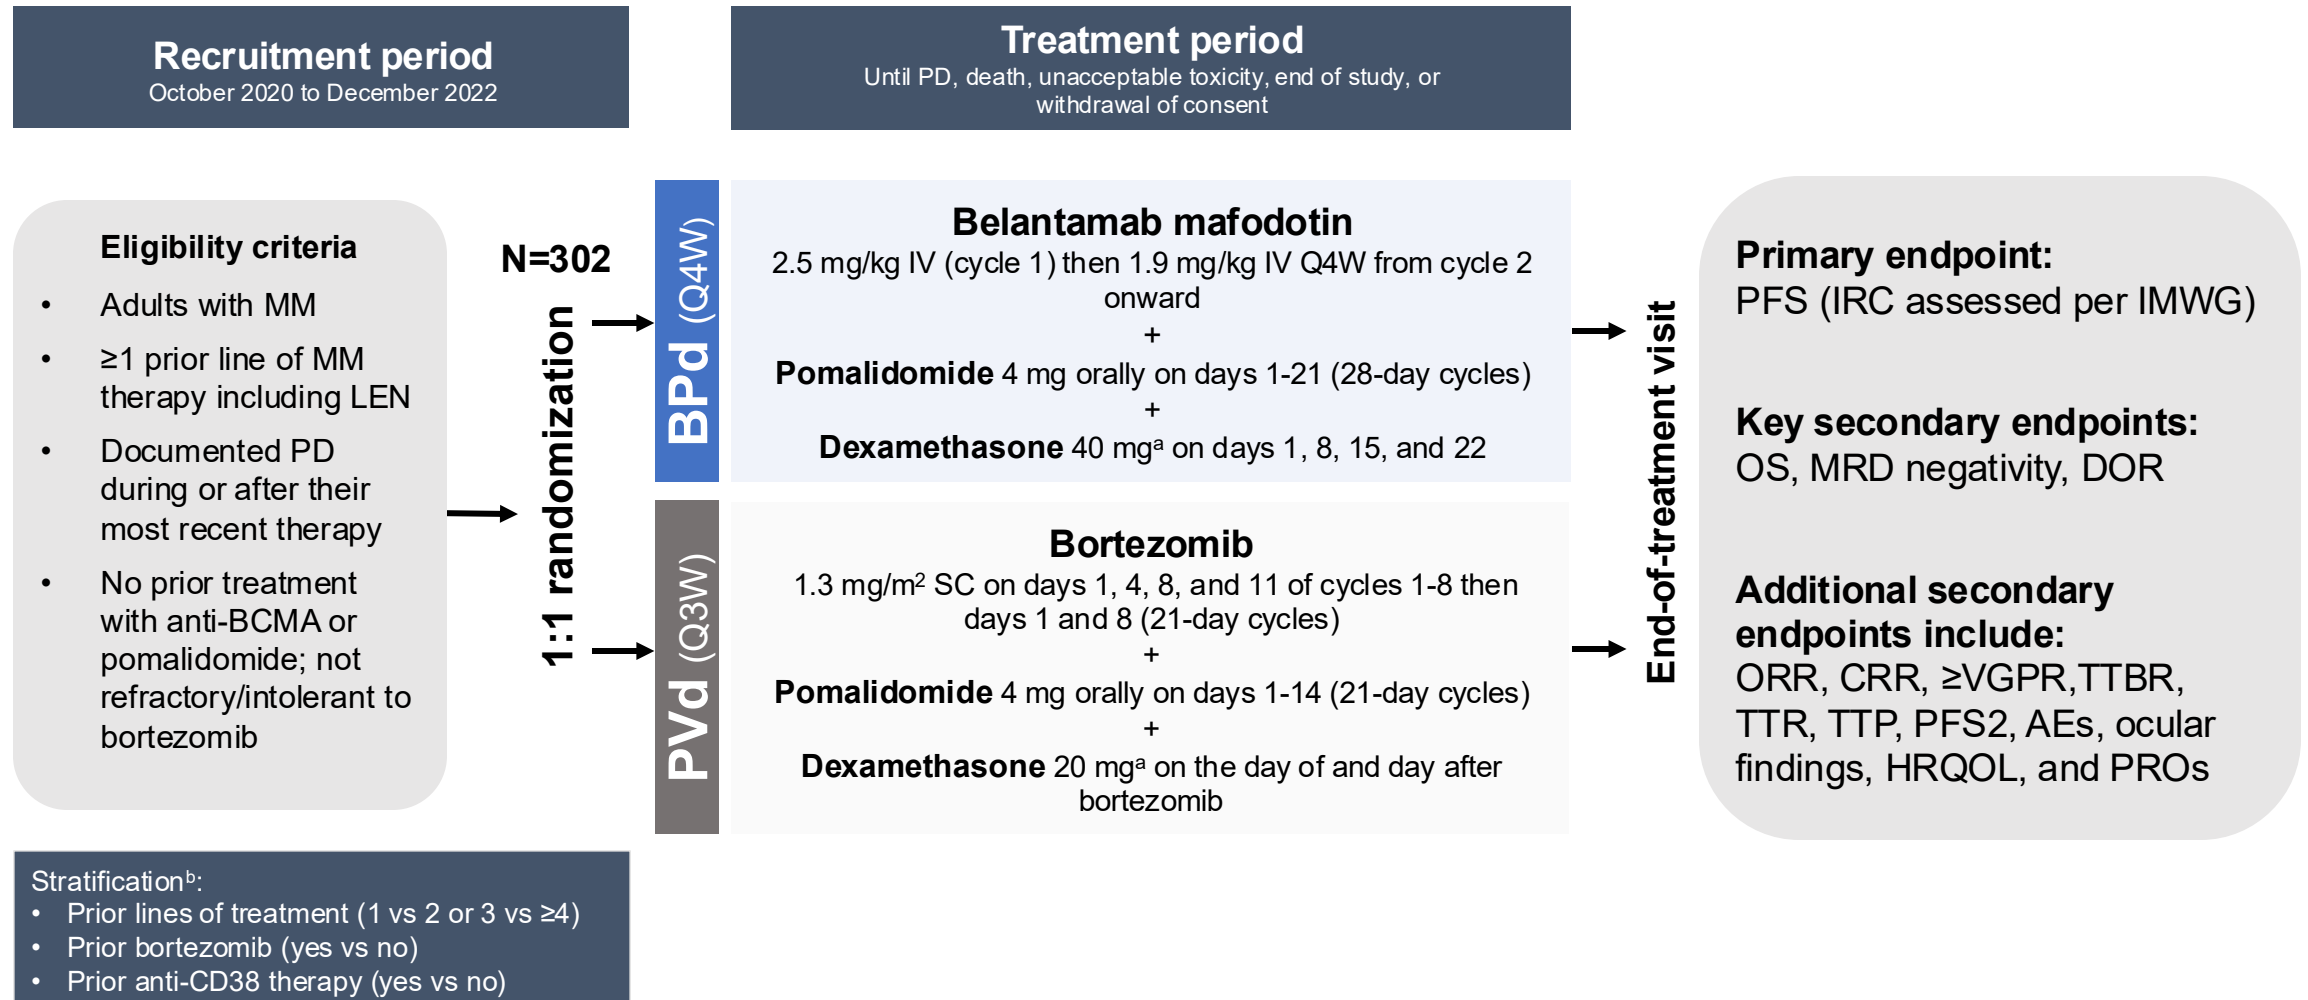 Recruitment period
October 2020 to December 2022
Treatment period
Until PD, death, unacceptable toxicity, end of study, or
withdrawal of consent
Eligibility criteria
• Adults with MM
• ≥1 prior line of MM
therapy including LEN
• Documented PD
during or after their
most recent therapy
• No prior treatment
with anti-BCMA or
pomalidomide; not
refractory/intolerant to
bortezomib
N=302
1:1 randomization
BPd (Q4W)
Belantamab mafodotin
2.5 mg/kg IV (cycle 1) then 1.9 mg/kg IV Q4W from cycle 2
onward
+
Pomalidomide 4 mg orally on days 1-21 (28-day cycles)
+
Dexamethasone 40 mgᵃ on days 1, 8, 15, and 22
PVd (Q3W)
Bortezomib
1.3 mg/m² SC on days 1, 4, 8, and 11 of cycles 1-8 then
days 1 and 8 (21-day cycles)
+
Pomalidomide 4 mg orally on days 1-14 (21-day cycles)
+
Dexamethasone 20 mgᵃ on the day of and day after
bortezomib
End-of-treatment visit
Primary endpoint:
PFS (IRC assessed per IMWG)
Key secondary endpoints:
OS, MRD negativity, DOR
Additional secondary
endpoints include:
ORR, CRR, ≥VGPR,TTBR,
TTR, TTP, PFS2, AEs, ocular
findings, HRQOL, and PROs
Stratificationᵇ:
• Prior lines of treatment (1 vs 2 or 3 vs ≥4)
• Prior bortezomib (yes vs no)
• Prior anti-CD38 therapy (yes vs no)